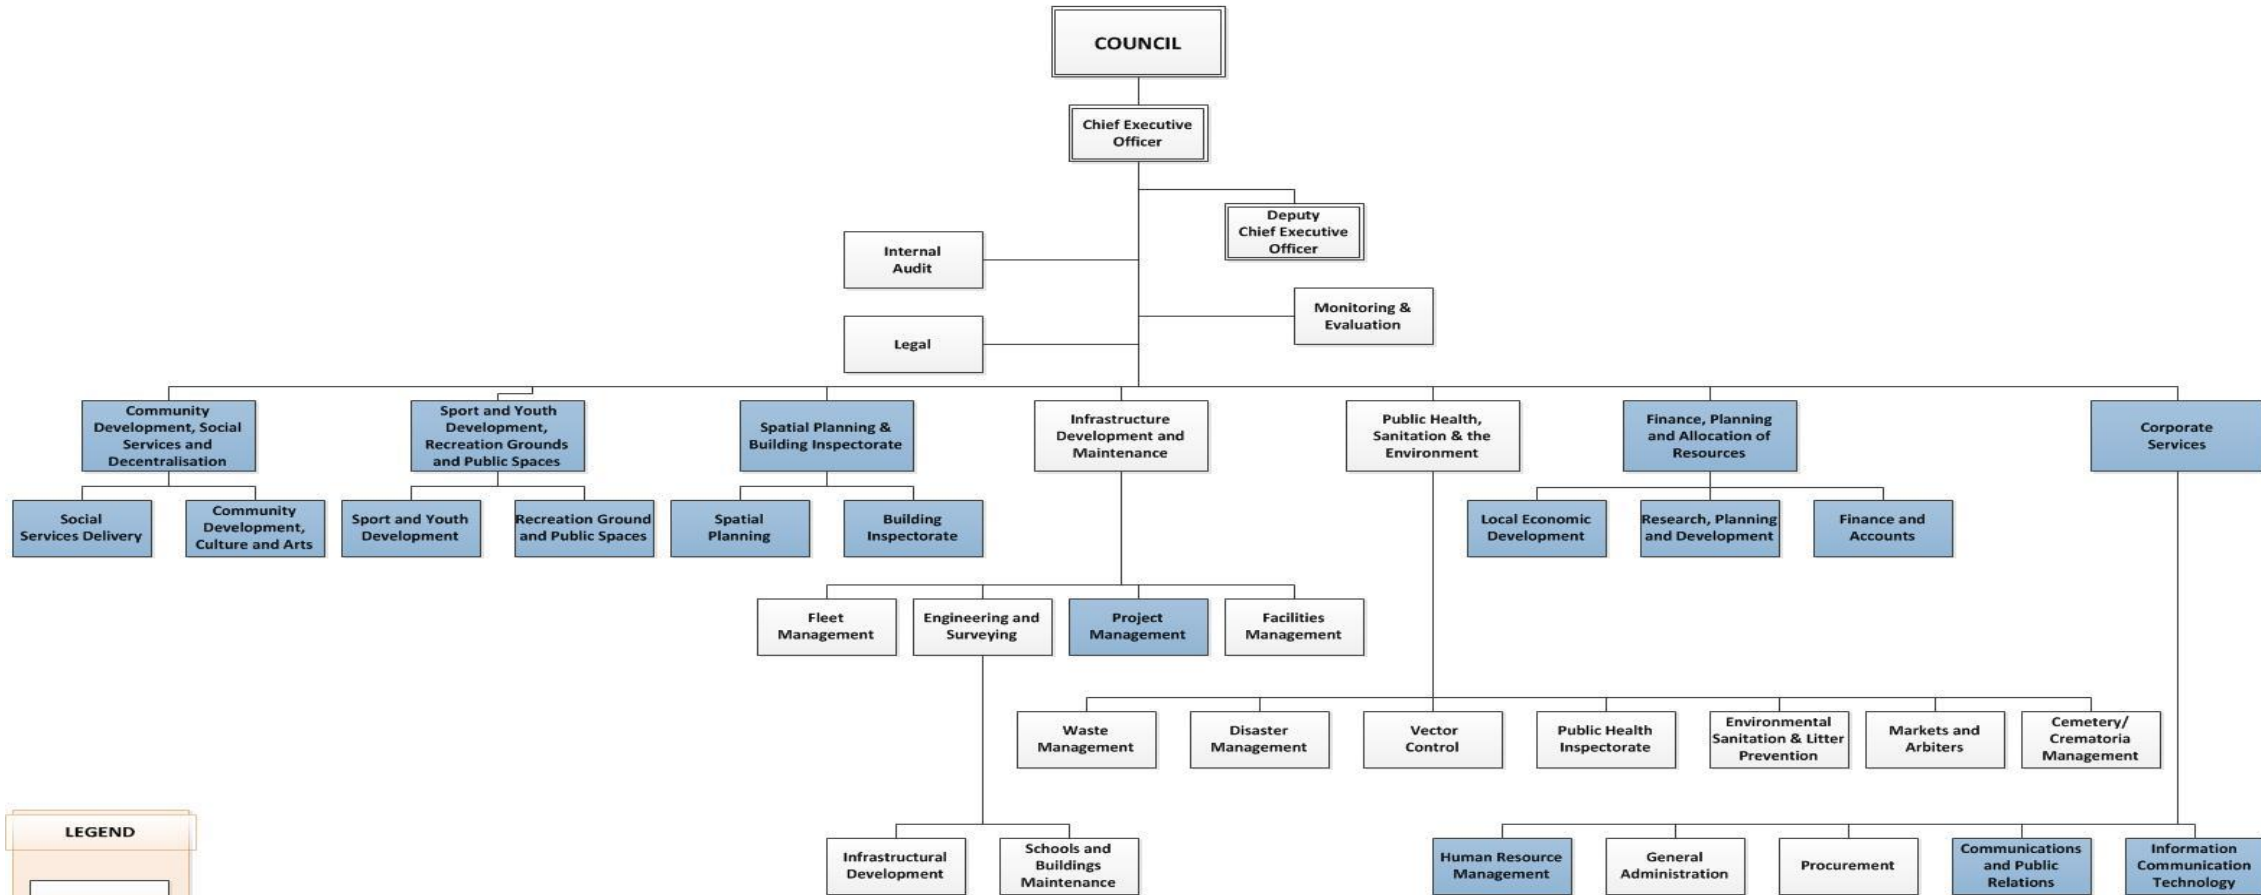 COUNCIL
Chief Executive
Officer
Deputy
Chief Executive
Officer
Internal
Audit
Monitoring &
Evaluation
Legal
Community
Development, Social
Services and
Decentralisation
Sport and Youth
Development,
Recreation Grounds
and Public Spaces
Spatial Planning &
Building Inspectorate
Infrastructure
Development and
Maintenance
Public Health,
Sanitation & the
Environment
Finance, Planning
and Allocation of
Resources
Corporate
Services
Social
Services Delivery
Community
Development,
Culture and Arts
Sport and Youth
Development
Recreation Ground
and Public Spaces
Spatial
Planning
Building
Inspectorate
Local Economic
Development
Research, Planning
and Development
Finance and
Accounts
Fleet
Management
Engineering and
Surveying
Project
Management
Facilities
Management
Waste
Management
Disaster
Management
Vector
Control
Public Health
Inspectorate
Environmental
Sanitation & Litter
Prevention
Markets and
Arbiters
Cemetery/
Crematoria
Management
LEGEND
Infrastructural
Development
Schools and
Buildings
Maintenance
Human Resource
Management
General
Administration
Procurement
Communications
and Public
Relations
Information
Communication
Technology